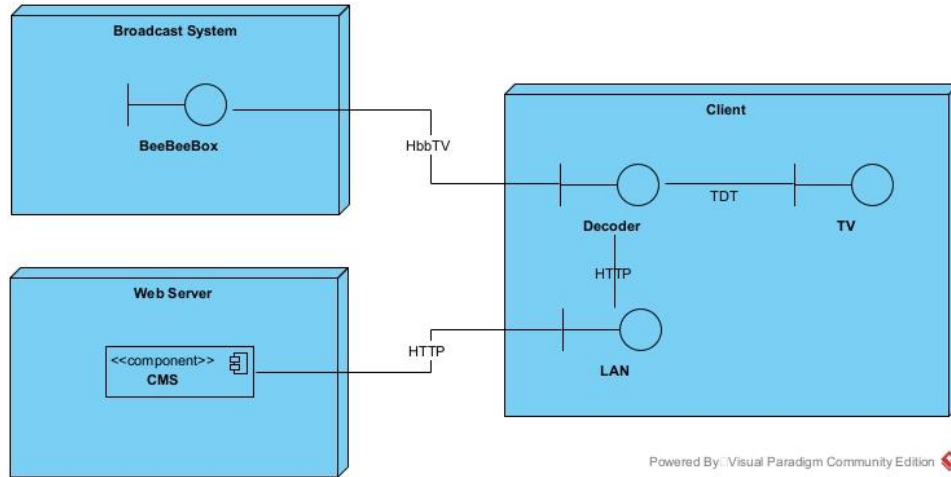 Broadcast System
BeeBeeBox
HbbTV
Client
Decoder
TDT
TV
HTTP
LAN
Web Server
<<component>>
CMS
HTTP
Powered By Visual Paradigm Community Edition